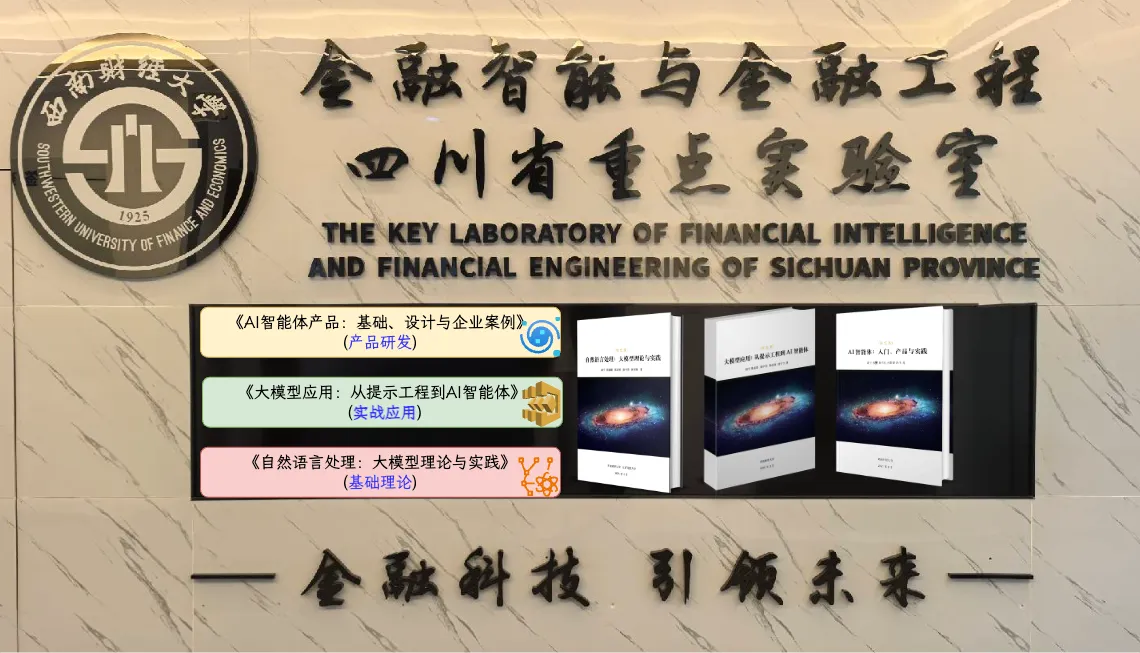 西南财经大学
SOUTHWESTERN UNIVERSITY OF FINANCE AND ECONOMICS
1925
金融智能与金融工程
四川省重点实验室
THE KEY LABORATORY OF FINANCIAL INTELLIGENCE
AND FINANCIAL ENGINEERING OF SICHUAN PROVINCE
《AI智能体产品：基础、设计与企业案例》
(产品研发)
《大模型应用：从提示工程到AI智能体》
(实战应用)
《自然语言处理：大模型理论与实践》
(基础理论)
自然语言处理：大模型理论与实践
大模型应用：从提示工程到AI智能体
AI智能体：入门、产品与实践
金融科技 引领未来